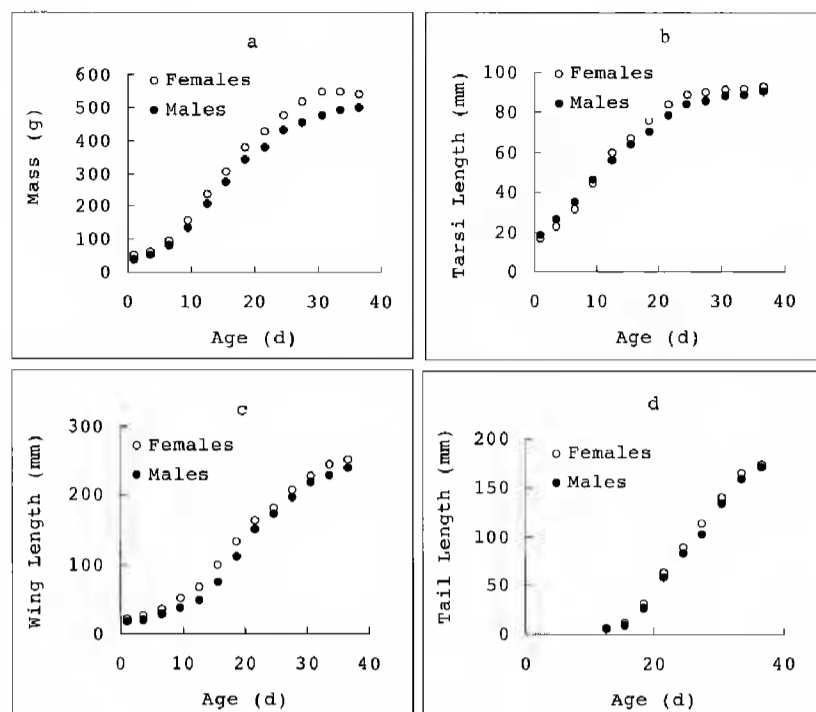 a
Mass (g)
600
500
400
300
200
100
0
Females
Males
0 10 20 30 40
Age (d)
b
Tarsi Length (mm)
100
80
60
40
20
0
Females
Males
0 10 20 30 40
Age (d)
c
Wing Length (mm)
300
200
100
0
Females
Males
0 10 20 30 40
Age (d)
d
Tail Length (mm)
200
150
100
50
0
Females
Males
0 20 40
Age (d)